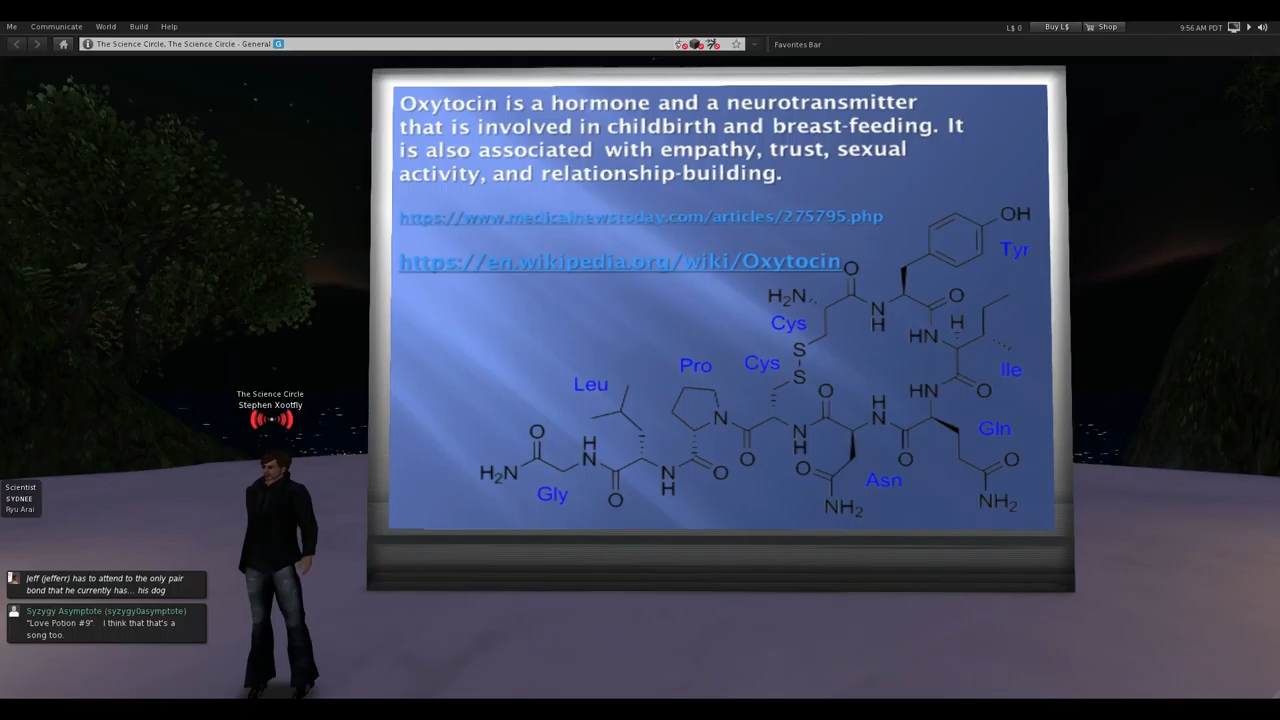 Me Communicate World Build Help
L$ 0 Buy L$ Shop 9:56 AM PDT
The Science Circle, The Science Circle - General G
Favorites Bar
Oxytocin is a hormone and a neurotransmitter
that is involved in childbirth and breast-feeding. It
is also associated with empathy, trust, sexual
activity, and relationship-building.
https://www.medicalnewstoday.com/articles/275795.php
https://en.wikipedia.org/wiki/Oxytocin
OH
Tyr
O
H₂N
O
N
H
H
HN
Cys
S
Cys
S
Pro
Ile
O
HN
Leu
O
H
N
Gln
N
O
H
N
O
N
H
O
O
H₂N
H
N
O
N
H
O
O
Asn
NH₂
NH₂
Gly
The Science Circle
Stephen Xootfly
Scientist
SYDNEE
Ryu Arai
Jeff (jefferr) has to attend to the only pair
bond that he currently has... his dog
Syzygy Asymptote (syzygy0asymptote)
"Love Potion #9". I think that that's a
song too.